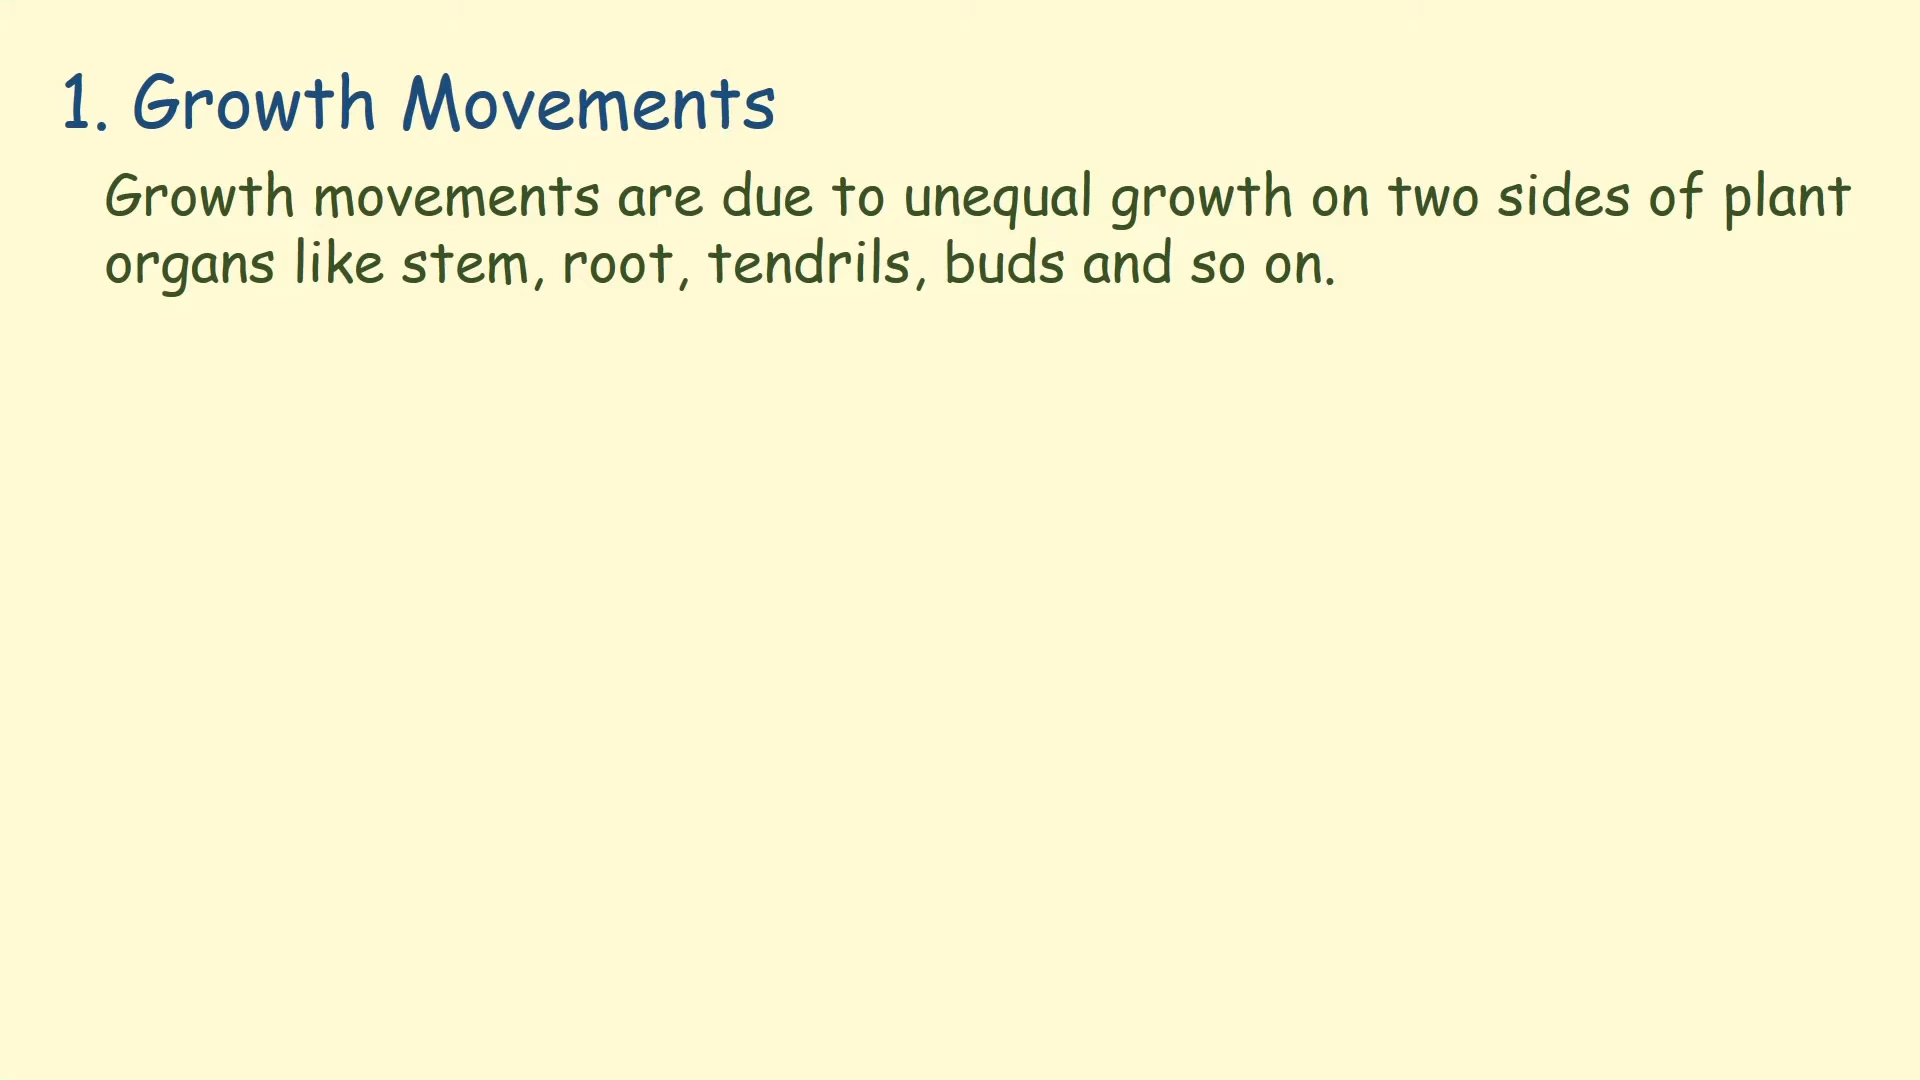 1. Growth Movements
Growth movements are due to unequal growth on two sides of plant
organs like stem, root, tendrils, buds and so on.